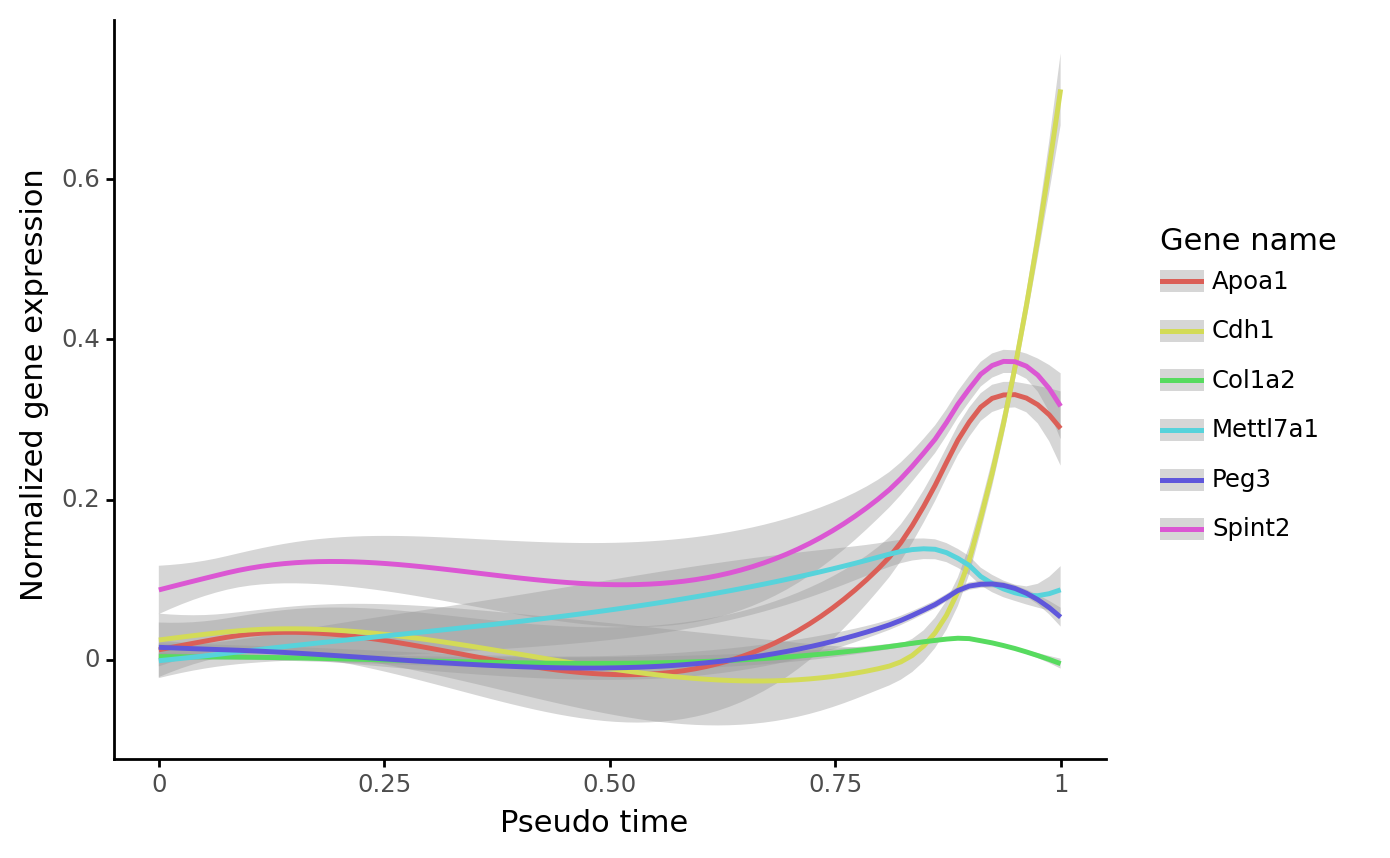 Normalized gene expression
0.6
0.4
0.2
0
0
0.25
0.50
0.75
1
Pseudo time
Gene name
Apoa1
Cdh1
Col1a2
Mettl7a1
Peg3
Spint2